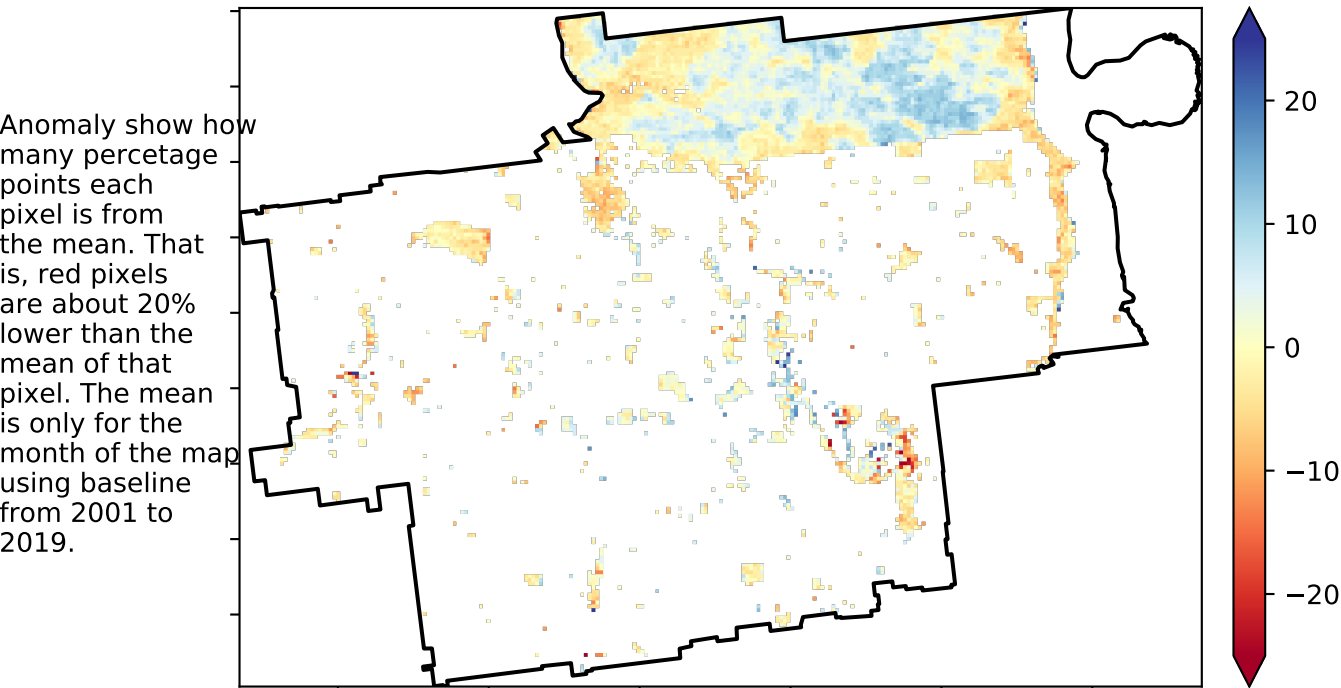 Anomaly show how
many percetage
points each
pixel is from
the mean. That
is, red pixels
are about 20%
lower than the
mean of that
pixel. The mean
is only for the
month of the map
using baseline
from 2001 to
2019.
20
10
0
−10
−20